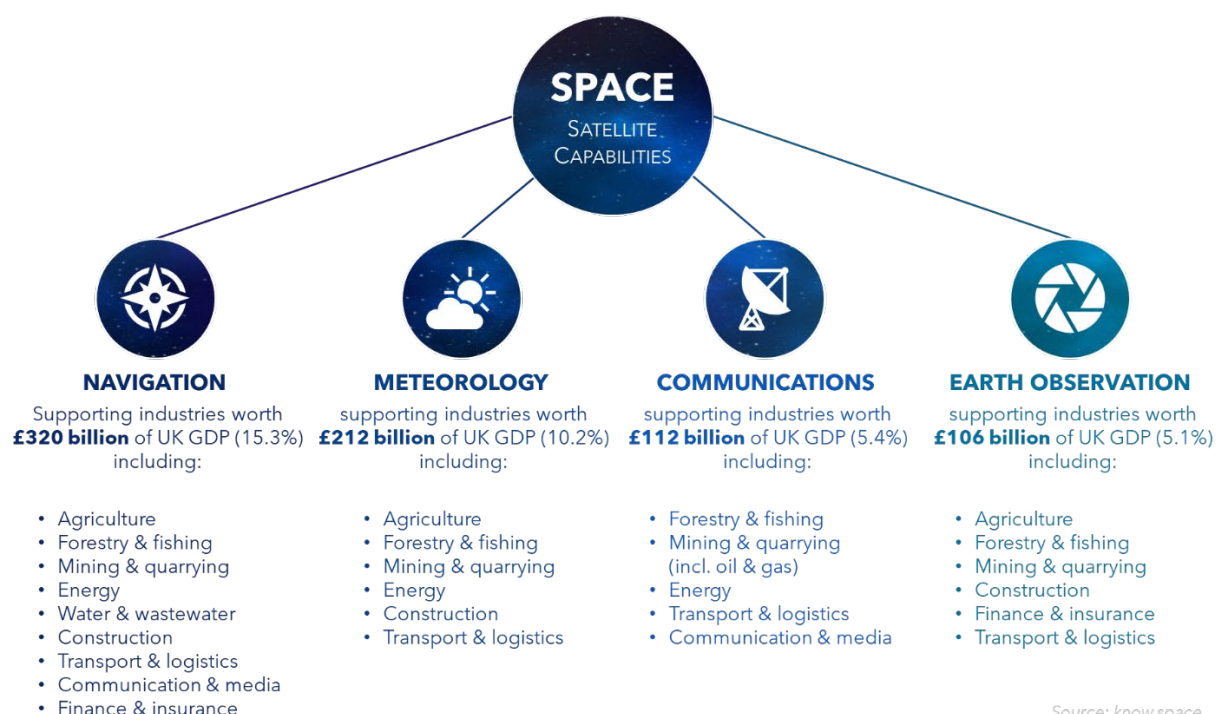 SPACE
SATELLITE
CAPABILITIES
NAVIGATION
Supporting industries worth
£320 billion of UK GDP (15.3%)
including:
• Agriculture
• Forestry & fishing
• Mining & quarrying
• Energy
• Water & wastewater
• Construction
• Transport & logistics
• Communication & media
• Finance & insurance
METEOROLOGY
supporting industries worth
£212 billion of UK GDP (10.2%)
including:
• Agriculture
• Forestry & fishing
• Mining & quarrying
• Energy
• Construction
• Transport & logistics
COMMUNICATIONS
supporting industries worth
£112 billion of UK GDP (5.4%)
including:
• Forestry & fishing
• Mining & quarrying
(incl. oil & gas)
• Energy
• Transport & logistics
• Communication & media
EARTH OBSERVATION
supporting industries worth
£106 billion of UK GDP (5.1%)
including:
• Agriculture
• Forestry & fishing
• Mining & quarrying
• Construction
• Finance & insurance
• Transport & logistics
Source: know.space